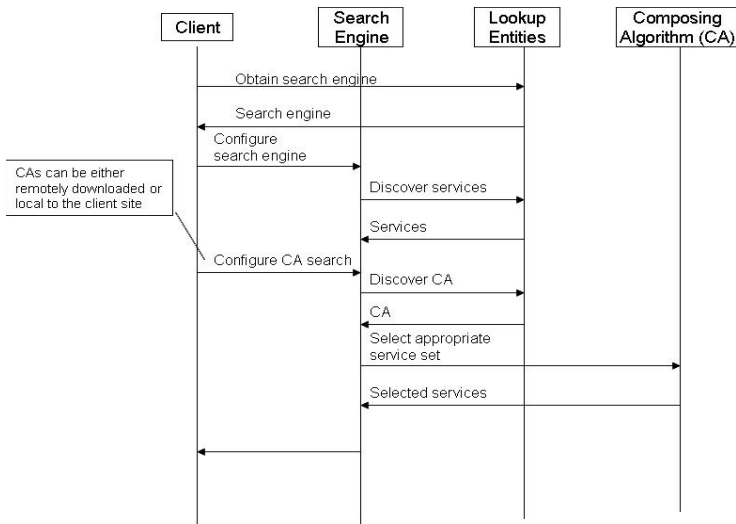 Client
Search
Engine
Lookup
Entities
Composing
Algorithm (CA)
Obtain search engine
Search engine
Configure
search engine
CAs can be either
remotely downloaded or
local to the client site
Discover services
Services
Configure CA search
Discover CA
CA
Select appropriate
service set
Selected services